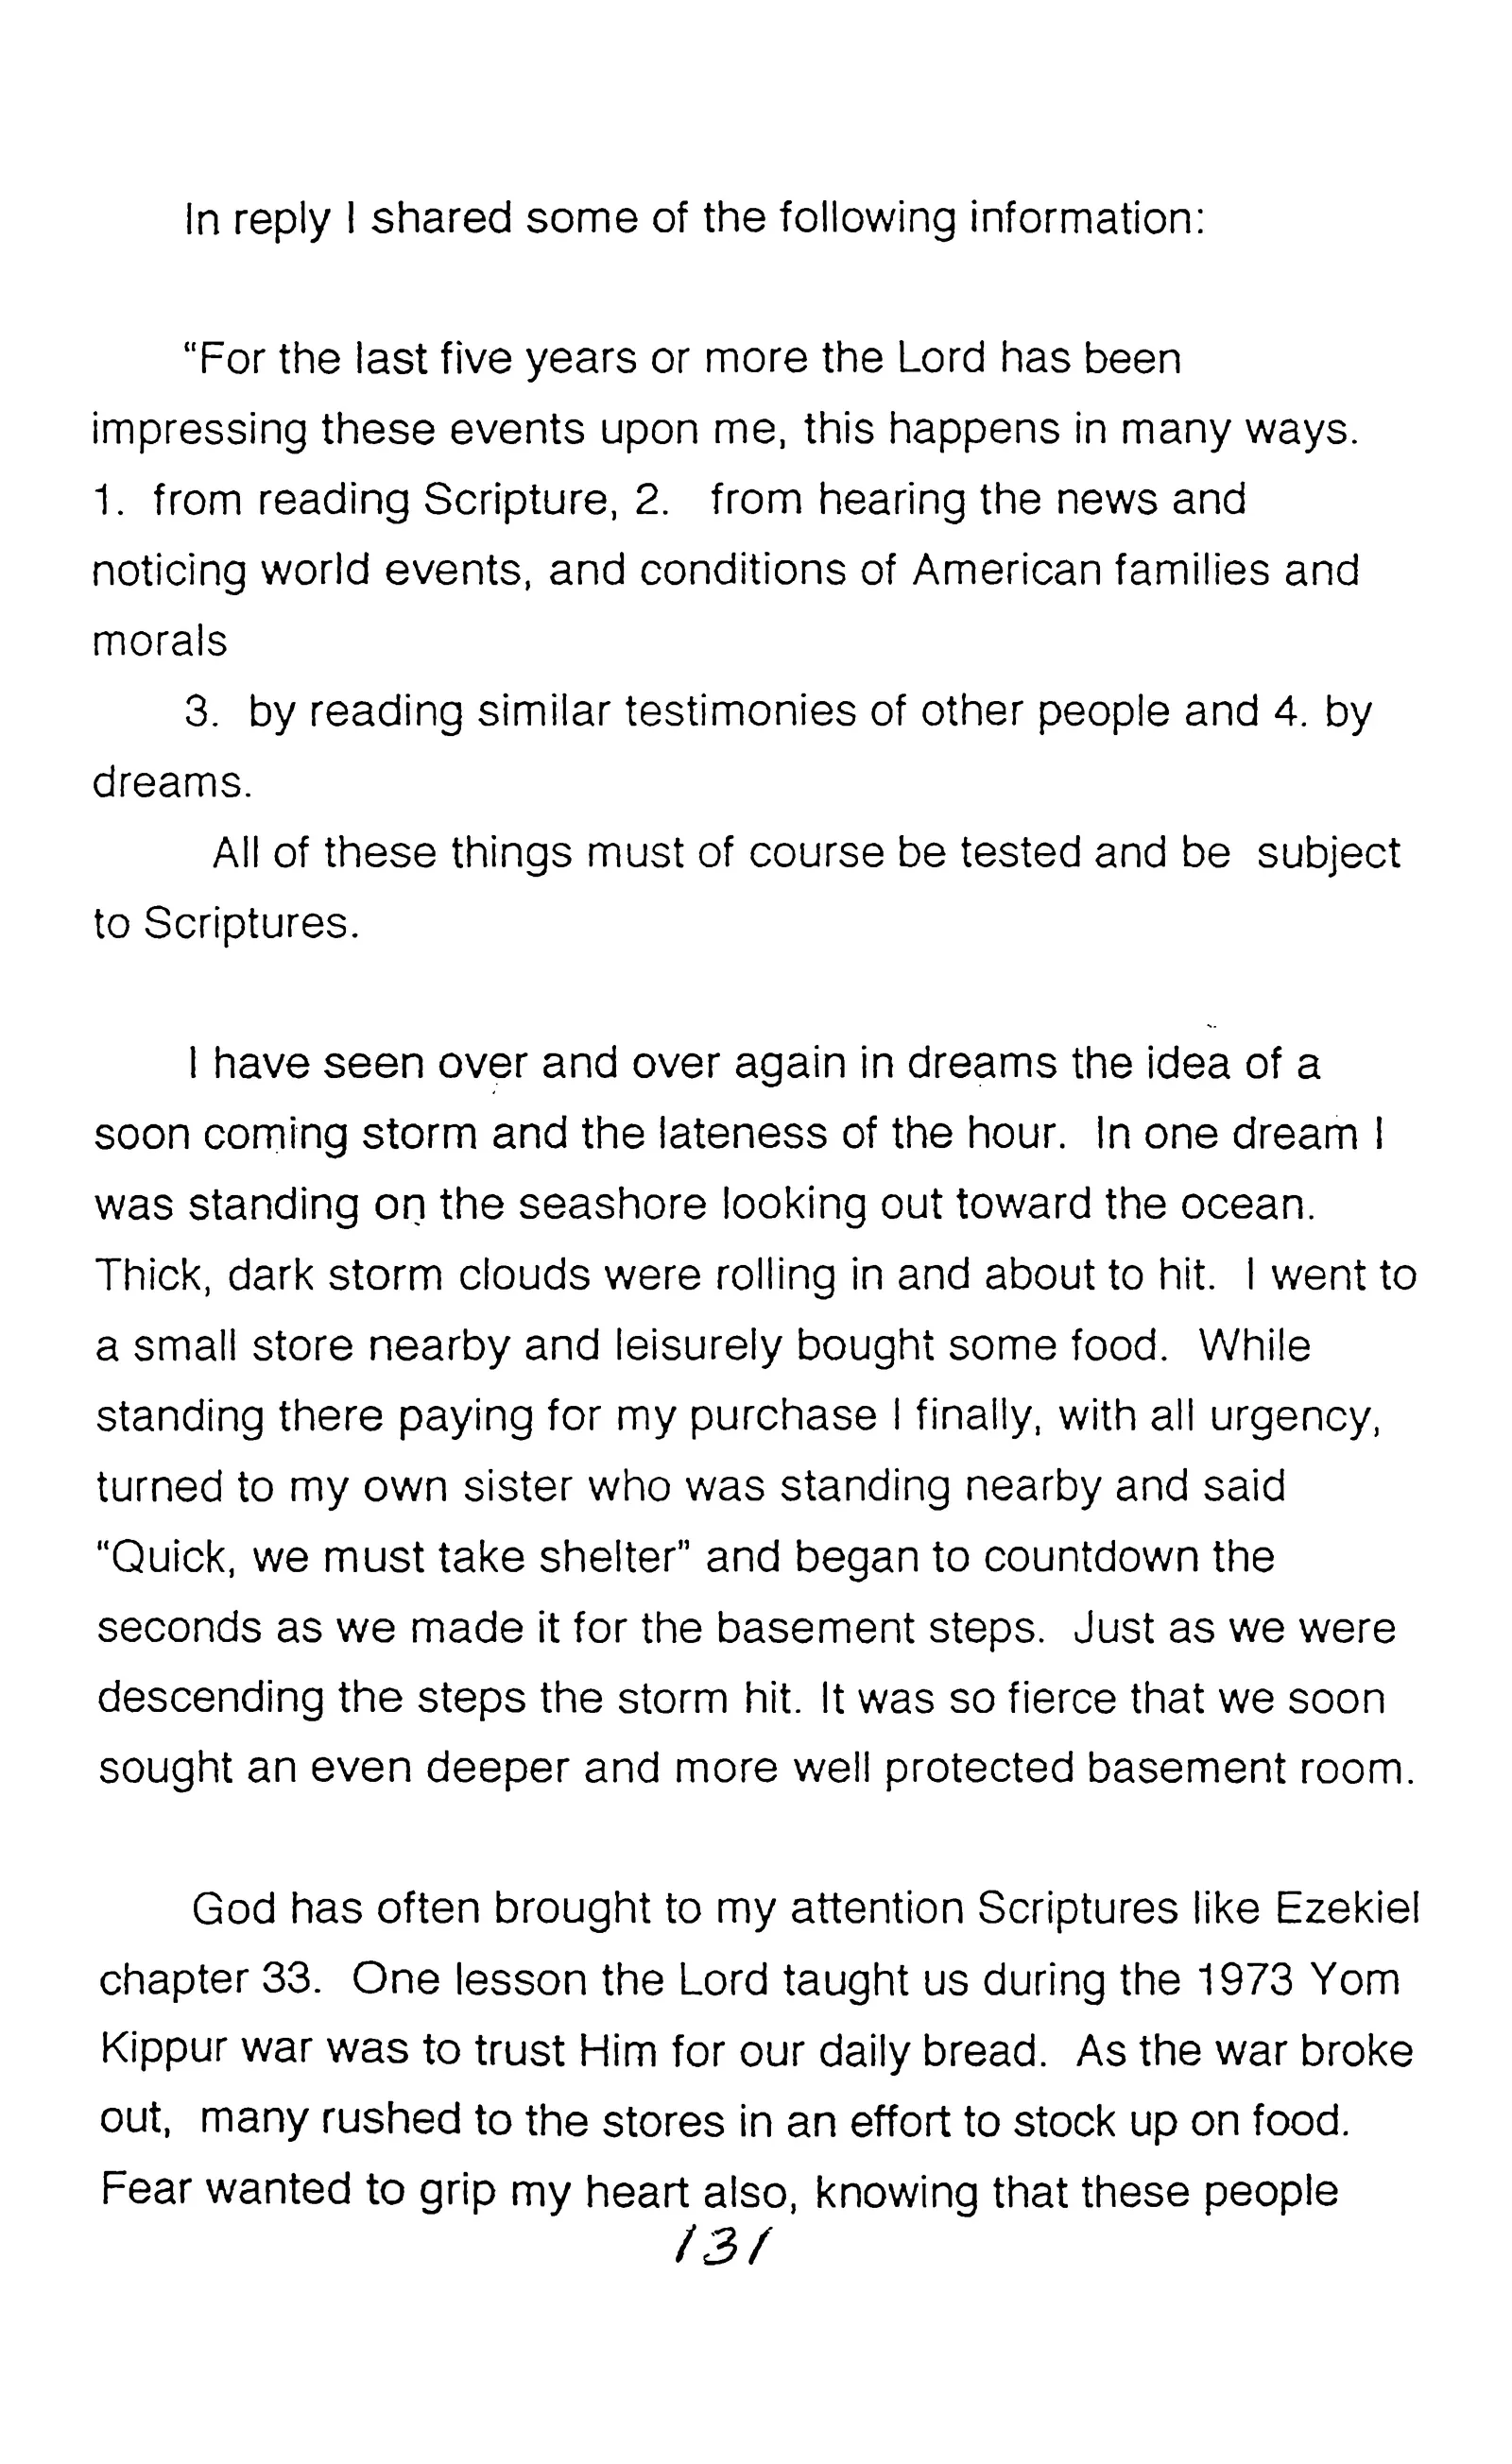 In reply I shared some of the following information:
“For the last five years or more the Lord has been
impressing these events upon me, this happens in many ways.
1. from reading Scripture, 2. from hearing the news and
noticing world events, and conditions of American families and
morals
3. by reading similar testimonies of other people and 4. by
dreams.
All of these things must of course be tested and be subject
to Scriptures.
I have seen over and over again in dreams the idea of a
soon coming storm and the lateness of the hour. In one dream I
was standing on the seashore looking out toward the ocean.
Thick, dark storm clouds were rolling in and about to hit. I went to
a small store nearby and leisurely bought some food. While
standing there paying for my purchase I finally, with all urgency,
turned to my own sister who was standing nearby and said
“Quick, we must take shelter” and began to countdown the
seconds as we made it for the basement steps. Just as we were
descending the steps the storm hit. It was so fierce that we soon
sought an even deeper and more well protected basement room.
God has often brought to my attention Scriptures like Ezekiel
chapter 33. One lesson the Lord taught us during the 1973 Yom
Kippur war was to trust Him for our daily bread. As the war broke
out, many rushed to the stores in an effort to stock up on food.
Fear wanted to grip my heart also, knowing that these people
131